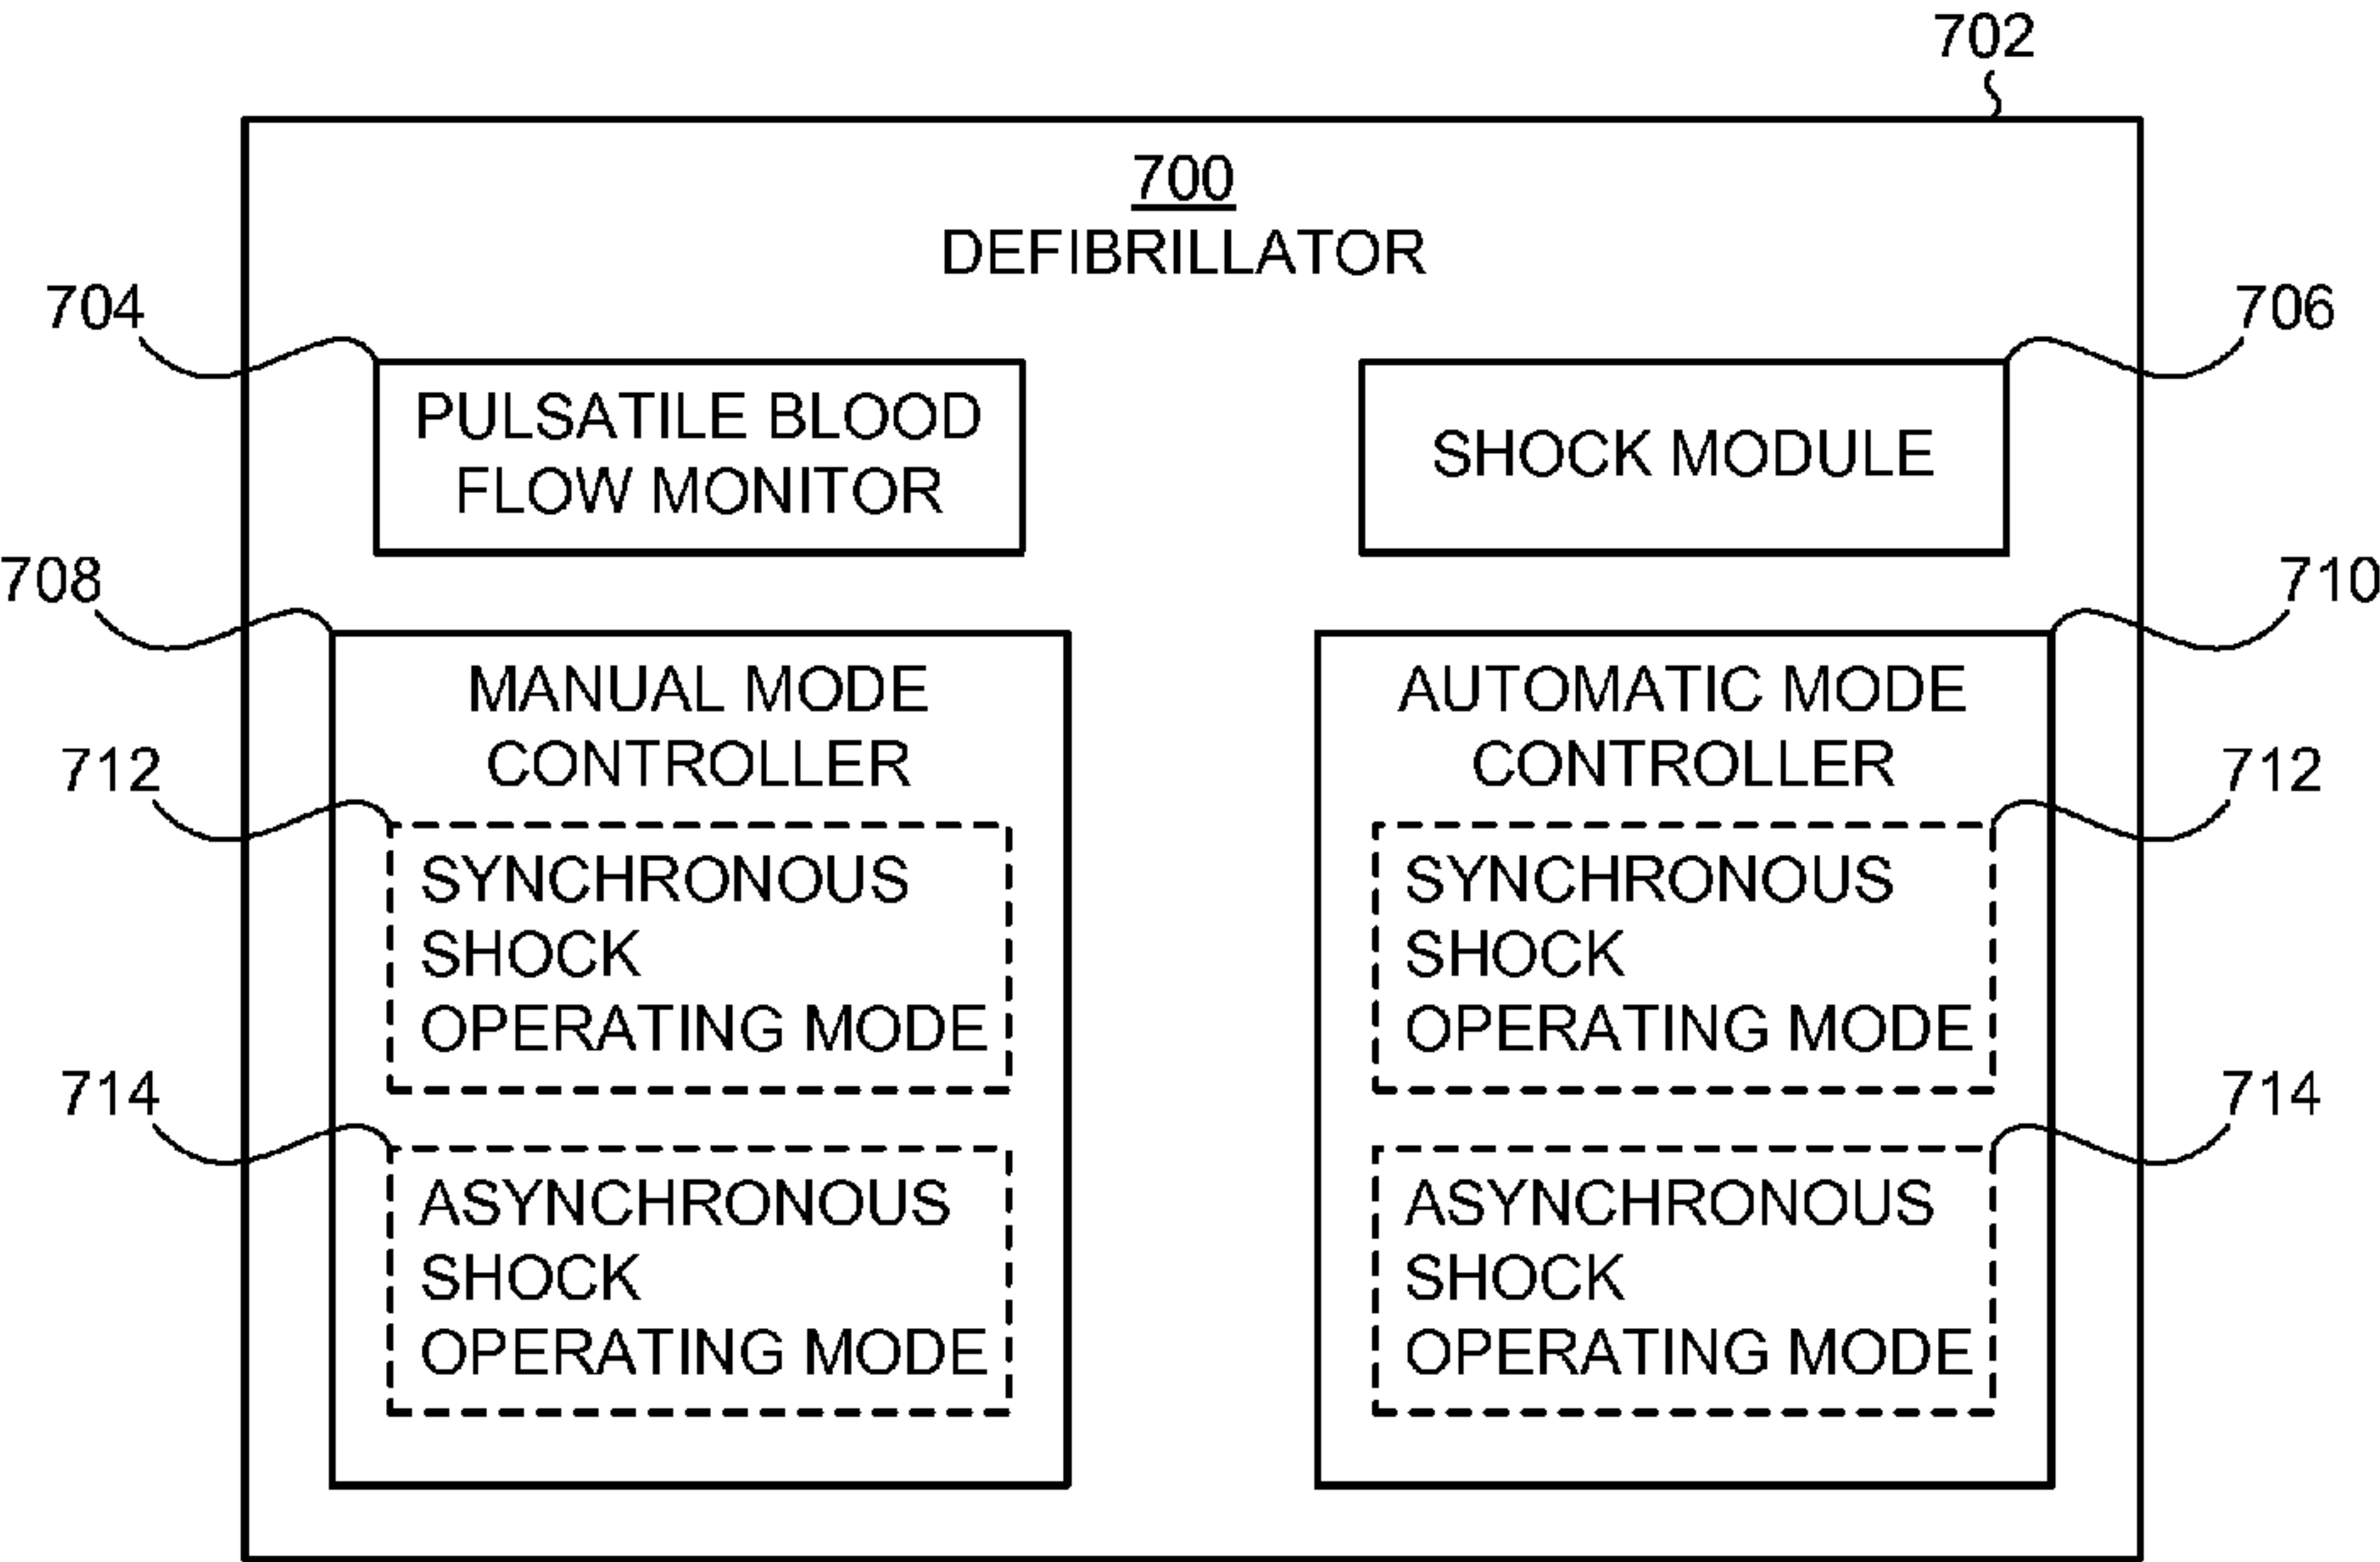 702
700
DEFIBRILLATOR
704
706
PULSATILE BLOOD
FLOW MONITOR
SHOCK MODULE
708
710
MANUAL MODE
CONTROLLER
AUTOMATIC MODE
CONTROLLER
712
712
SYNCHRONOUS
SHOCK
OPERATING MODE
SYNCHRONOUS
SHOCK
OPERATING MODE
714
714
ASYNCHRONOUS
SHOCK
OPERATING MODE
ASYNCHRONOUS
SHOCK
OPERATING MODE